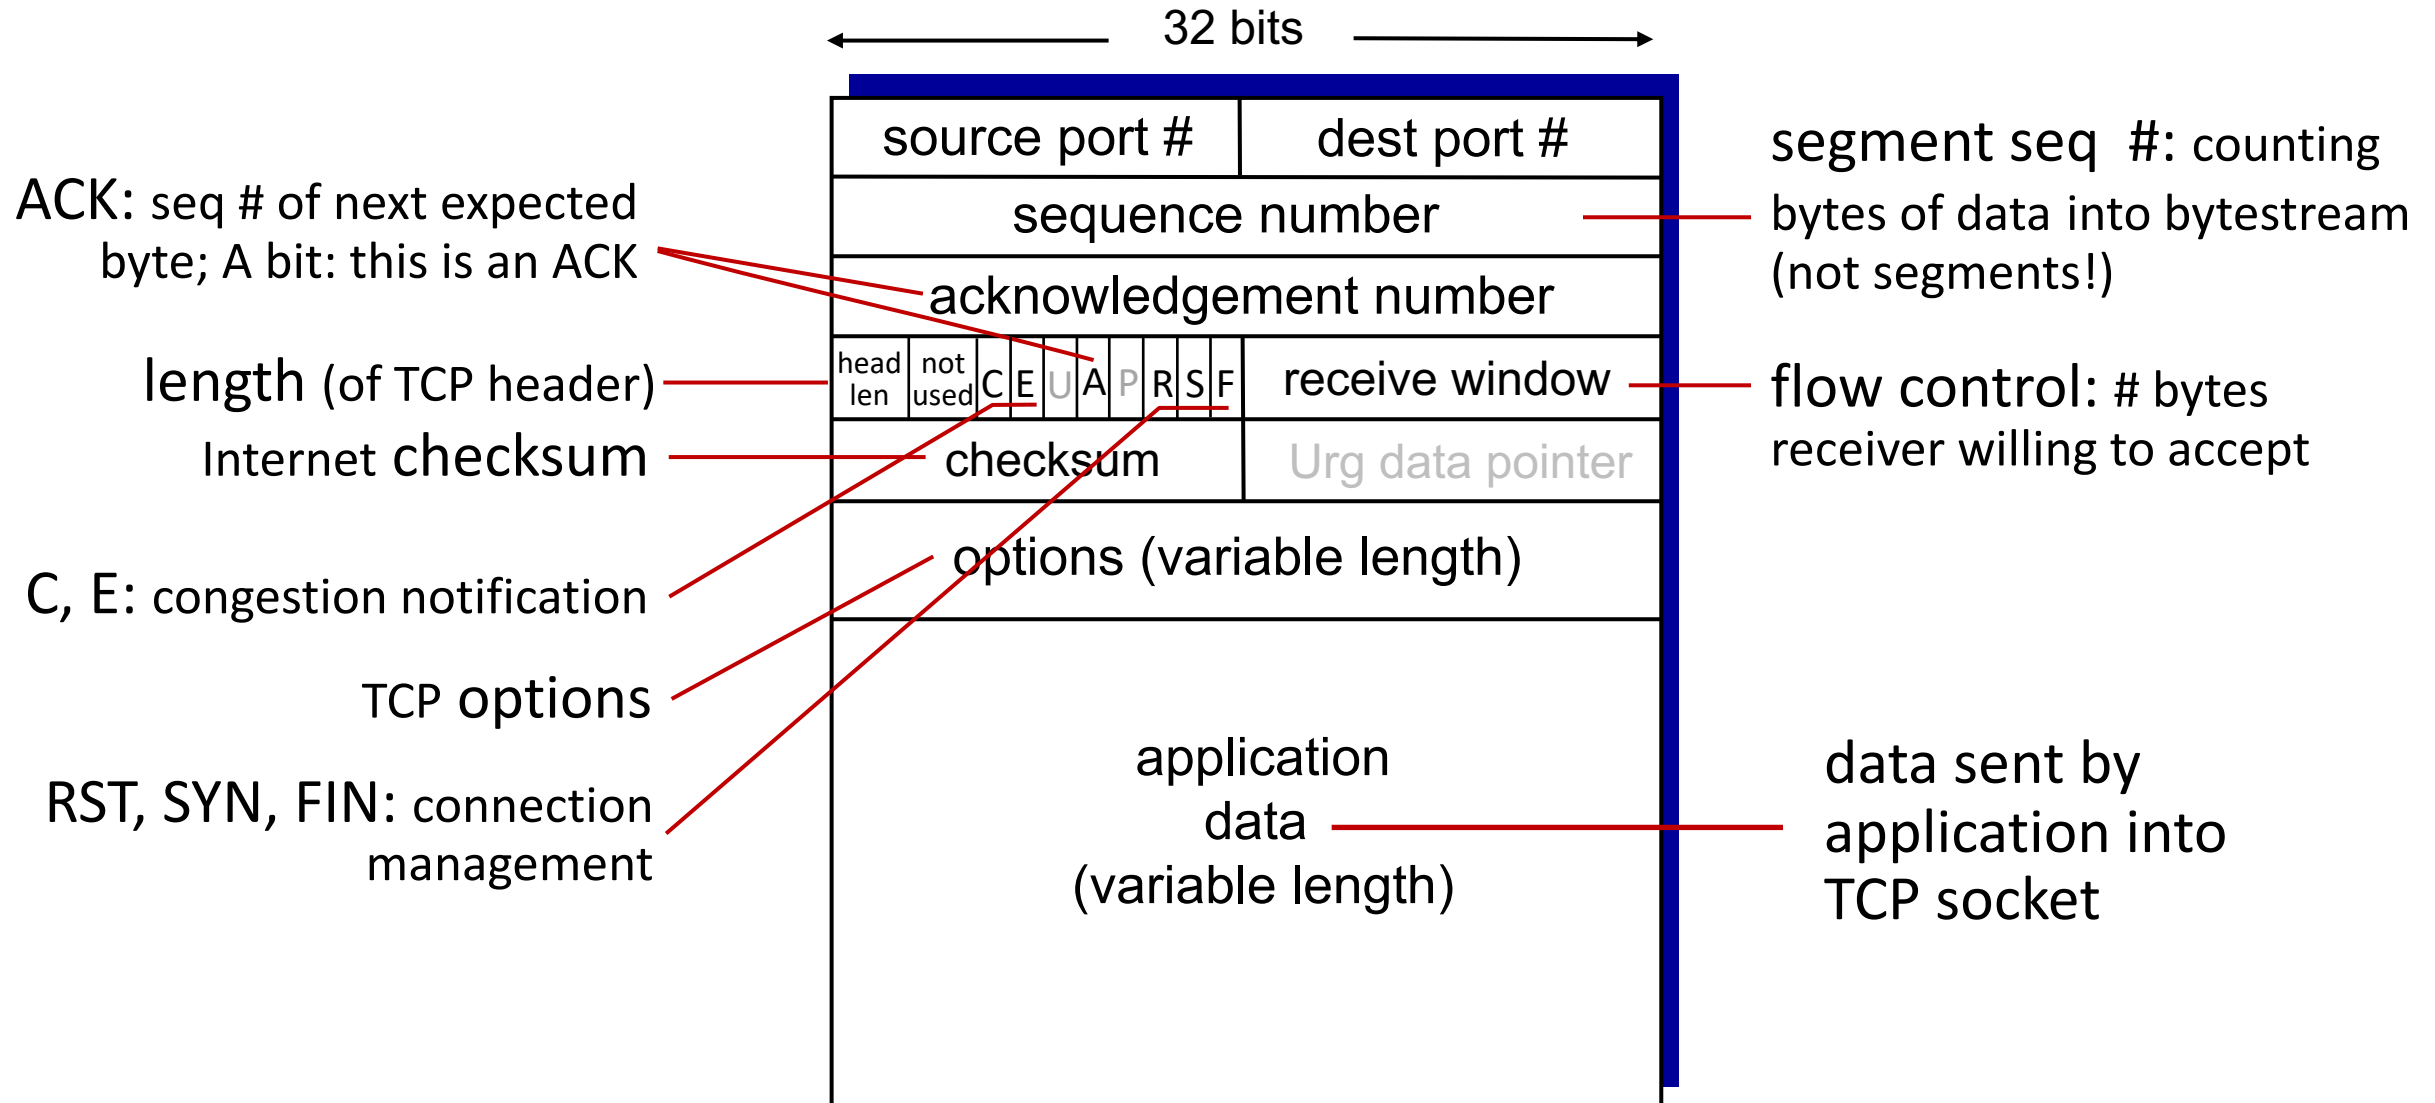 32 bits
source port #
dest port #
sequence number
acknowledgement number
head
len
not
used
C
E
U
A
P
R
S
F
receive window
checksum
Urg data pointer
options (variable length)
application
data
(variable length)
ACK: seq # of next expected
byte; A bit: this is an ACK
length (of TCP header)
Internet checksum
C, E: congestion notification
TCP options
RST, SYN, FIN: connection
management
segment seq #: counting
bytes of data into bytestream
(not segments!)
flow control: # bytes
receiver willing to accept
data sent by
application into
TCP socket